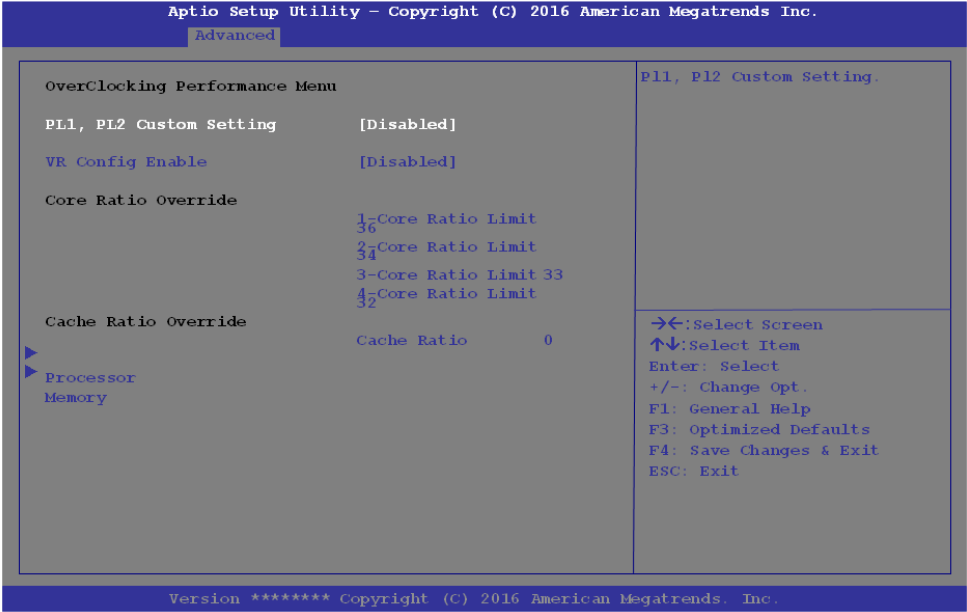 Aptio Setup Utility – Copyright (C) 2016 American Megatrends Inc.
Advanced
OverClocking Performance Menu
PL1, PL2 Custom Setting [Disabled]
VR Config Enable [Disabled]
Core Ratio Override
1-Core Ratio Limit
36
2-Core Ratio Limit
34
3-Core Ratio Limit 33
4-Core Ratio Limit
32
Cache Ratio Override
Cache Ratio 0
Processor
Memory
Pl1, Pl2 Custom Setting.
→←:Select Screen
↑↓:Select Item
Enter: Select
+/-: Change Opt.
F1: General Help
F3: Optimized Defaults
F4: Save Changes & Exit
ESC: Exit
Version ******** Copyright (C) 2016 American Megatrends. Inc.